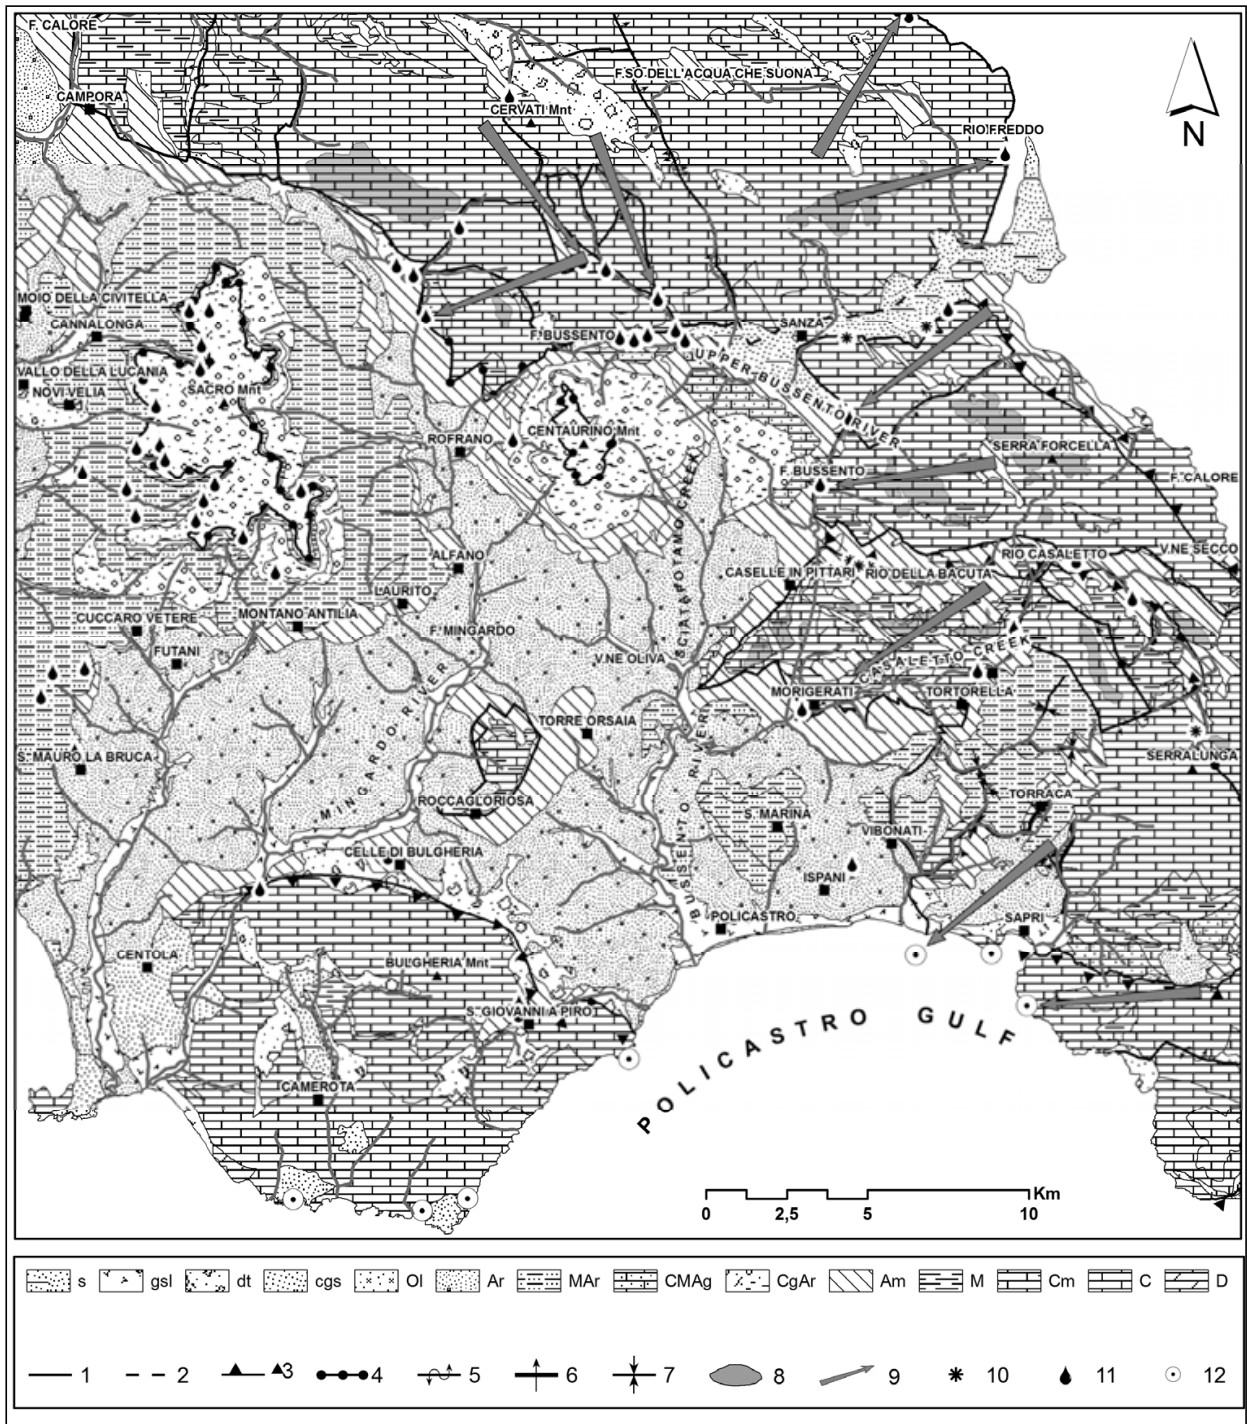 F. CALORE
CAMPORA
CERVATI Mnt
F.SO DELL'ACQUA CHE SUONA
RIO FREDDO
N
MOIO DELLA CIVITELLA
CANNALONGA
VALLO DELLA LUCANIA
NOVI VELIA
SACRO Mnt
F. BUSSENTO
SANZA
UPPER BUSSENTO RIVER
ROFRANO
CENTAURINO Mnt
F. BUSSENTO
SERRA FORCELLA
F. CALORE
SCIARAPOTAMO CREEK
ALFANO
CASELLE IN PITTARI
RIO DELLA BACUTA
RIO CASALETTO
V.NE SECCO
LAURITO
CUCCARO VETERE
MONTANO ANTILIA
FUTANI
F. MINGARDO
V.NE OLIVA
CASALETTO CREEK
MORIGERATI
TORTORELLA
MINGARDO RIVER
TORRE ORSAIA
S. MAURO LA BRUCA
SERRALUNGA
ROCCAGLORIOSA
BUSSENTO RIVER
S. MARINA
TORRACA
VIBONATI
CELLE DI BULGHERIA
ISPANI
POLICASTRO
SAPRI
CENTOLA
BULGHERIA Mnt
S. GIOVANNI A PIRO
CAMEROTA
POLICASTRO GULF
Km
0 2,5 5 10
s gsl dt cgs Ol Ar MAr CMAg CgAr Am M Cm C D
1 2 3 4 5 6 7 8 9 10 11 12